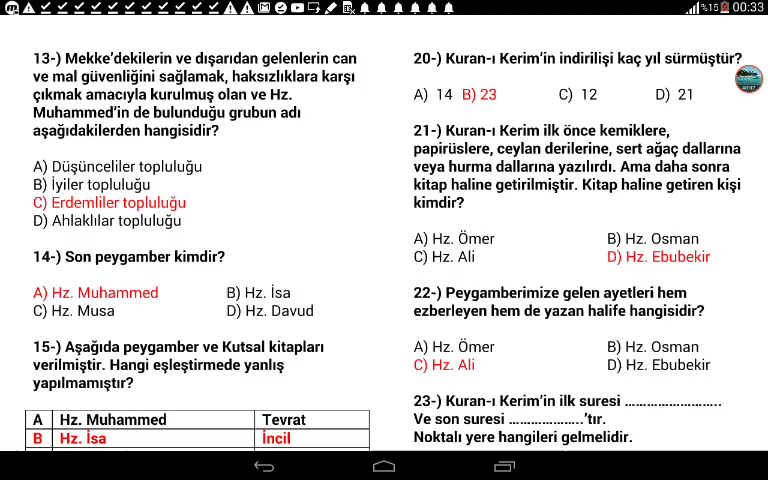 %15 00:33
13-) Mekke'dekilerin ve dışarıdan gelenlerin can
ve mal güvenliğini sağlamak, haksızlıklara karşı
çıkmak amacıyla kurulmuş olan ve Hz.
Muhammed'in de bulunduğu grubun adı
aşağıdakilerden hangisidir?
A) Düşünceliler topluluğu
B) İyiler topluluğu
C) Erdemliler topluluğu
D) Ahlaklılar topluluğu
14-) Son peygamber kimdir?
A) Hz. Muhammed B) Hz. İsa
C) Hz. Musa D) Hz. Davud
15-) Aşağıda peygamber ve Kutsal kitapları
verilmiştir. Hangi eşleştirmede yanlış
yapılmamıştır?
A Hz. Muhammed Tevrat
B Hz. İsa İncil
20-) Kuran-ı Kerim'in indirilişi kaç yıl sürmüştür?
A) 14 B) 23 C) 12 D) 21
21-) Kuran-ı Kerim ilk önce kemiklere,
papirüslere, ceylan derilerine, sert ağaç dallarına
veya hurma dallarına yazılırdı. Ama daha sonra
kitap haline getirilmiştir. Kitap haline getiren kişi
kimdir?
A) Hz. Ömer B) Hz. Osman
C) Hz. Ali D) Hz. Ebubekir
22-) Peygamberimize gelen ayetleri hem
ezberleyen hem de yazan halife hangisidir?
A) Hz. Ömer B) Hz. Osman
C) Hz. Ali D) Hz. Ebubekir
23-) Kuran-ı Kerim'in ilk suresi ..........................
Ve son suresi ....................'tır.
Noktalı yere hangileri gelmelidir.